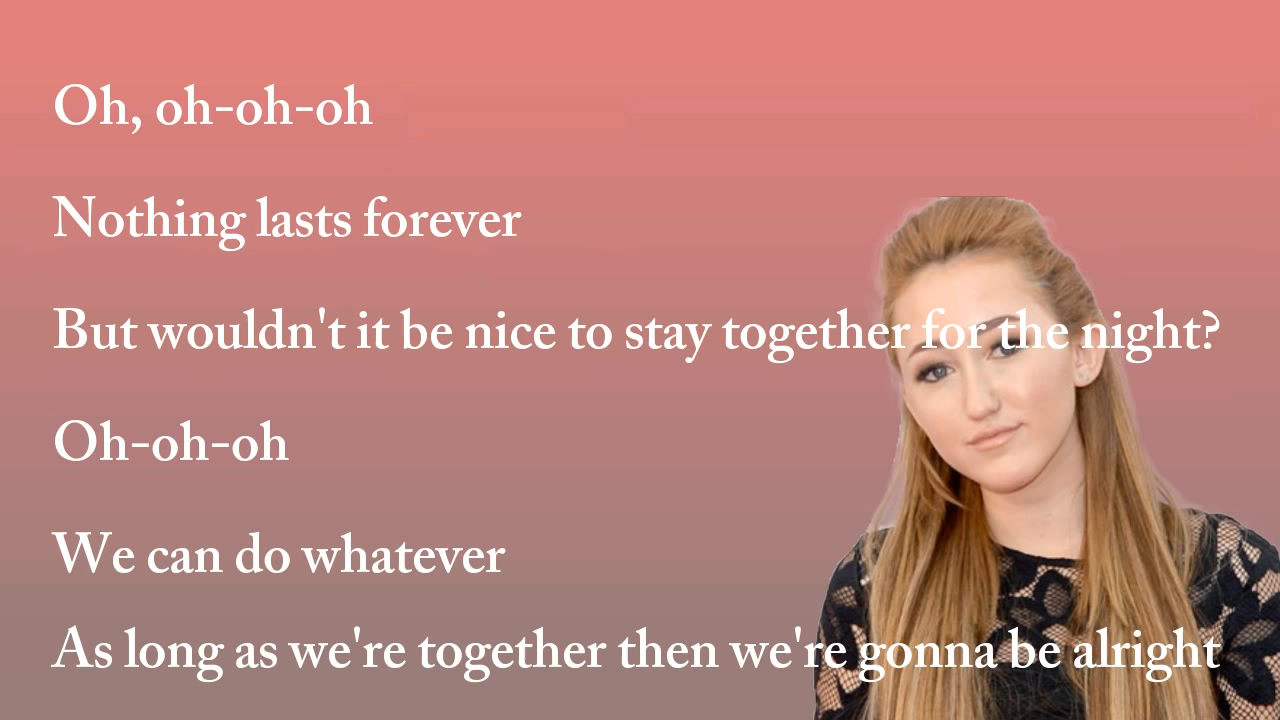 Oh, oh-oh-oh
Nothing lasts forever
But wouldn't it be nice to stay together for the night?
Oh-oh-oh
We can do whatever
As long as we're together then we're gonna be alright